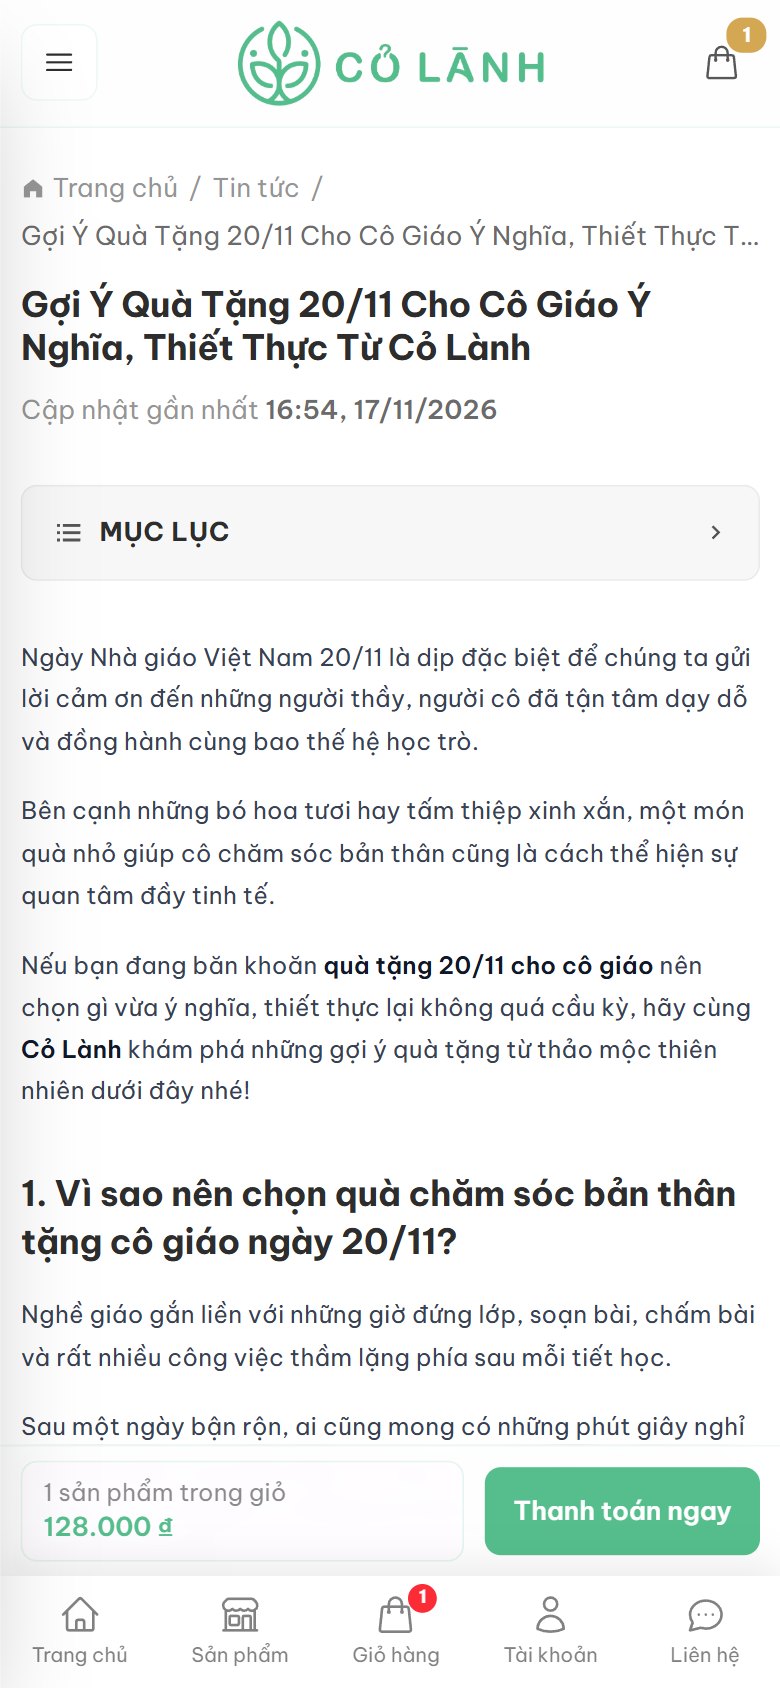 CỎ LÃNH
1
Trang chủ / Tin tức /
Gợi Ý Quà Tặng 20/11 Cho Cô Giáo Ý Nghĩa, Thiết Thực T...
Gợi Ý Quà Tặng 20/11 Cho Cô Giáo Ý
Nghĩa, Thiết Thực Từ Cỏ Lành
Cập nhật gần nhất 16:54, 17/11/2026
MỤC LỤC
Ngày Nhà giáo Việt Nam 20/11 là dịp đặc biệt để chúng ta gửi
lời cảm ơn đến những người thầy, người cô đã tận tâm dạy dỗ
và đồng hành cùng bao thế hệ học trò.
Bên cạnh những bó hoa tươi hay tấm thiệp xinh xắn, một món
quà nhỏ giúp cô chăm sóc bản thân cũng là cách thể hiện sự
quan tâm đầy tinh tế.
Nếu bạn đang băn khoăn quà tặng 20/11 cho cô giáo nên
chọn gì vừa ý nghĩa, thiết thực lại không quá cầu kỳ, hãy cùng
Cỏ Lành khám phá những gợi ý quà tặng từ thảo mộc thiên
nhiên dưới đây nhé!
1. Vì sao nên chọn quà chăm sóc bản thân
tặng cô giáo ngày 20/11?
Nghề giáo gắn liền với những giờ đứng lớp, soạn bài, chấm bài
và rất nhiều công việc thầm lặng phía sau mỗi tiết học.
Sau một ngày bận rộn, ai cũng mong có những phút giây nghỉ
1 sản phẩm trong giỏ
128.000 ₫
Thanh toán ngay
1
Trang chủ
Sản phẩm
Giỏ hàng
Tài khoản
Liên hệ